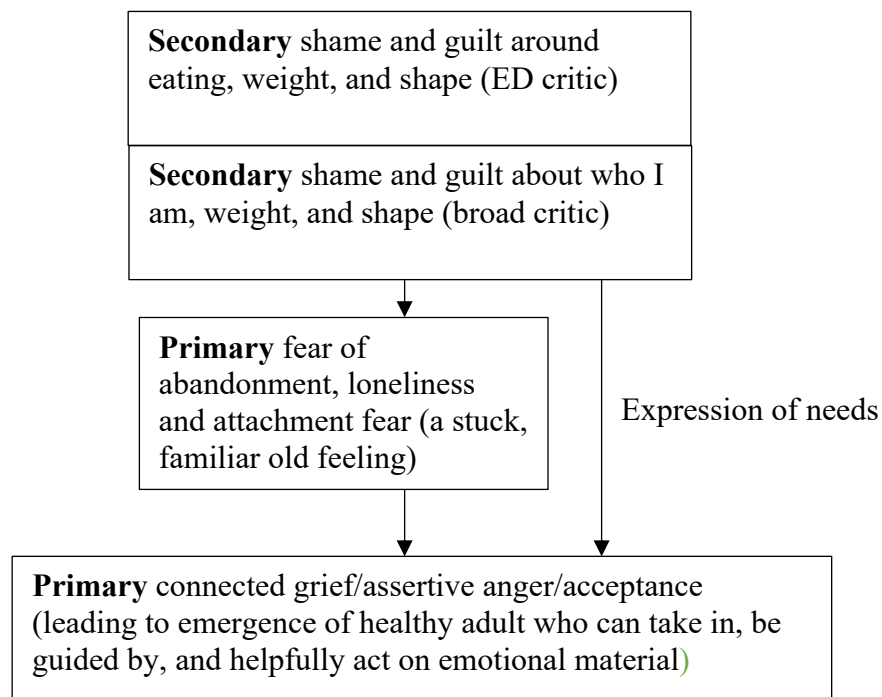 Secondary shame and guilt around
eating, weight, and shape (ED critic)
Secondary shame and guilt about who I
am, weight, and shape (broad critic)
Primary fear of
abandonment, loneliness
and attachment fear (a stuck,
familiar old feeling)
Expression of needs
Primary connected grief/assertive anger/acceptance
(leading to emergence of healthy adult who can take in, be
guided by, and helpfully act on emotional material)